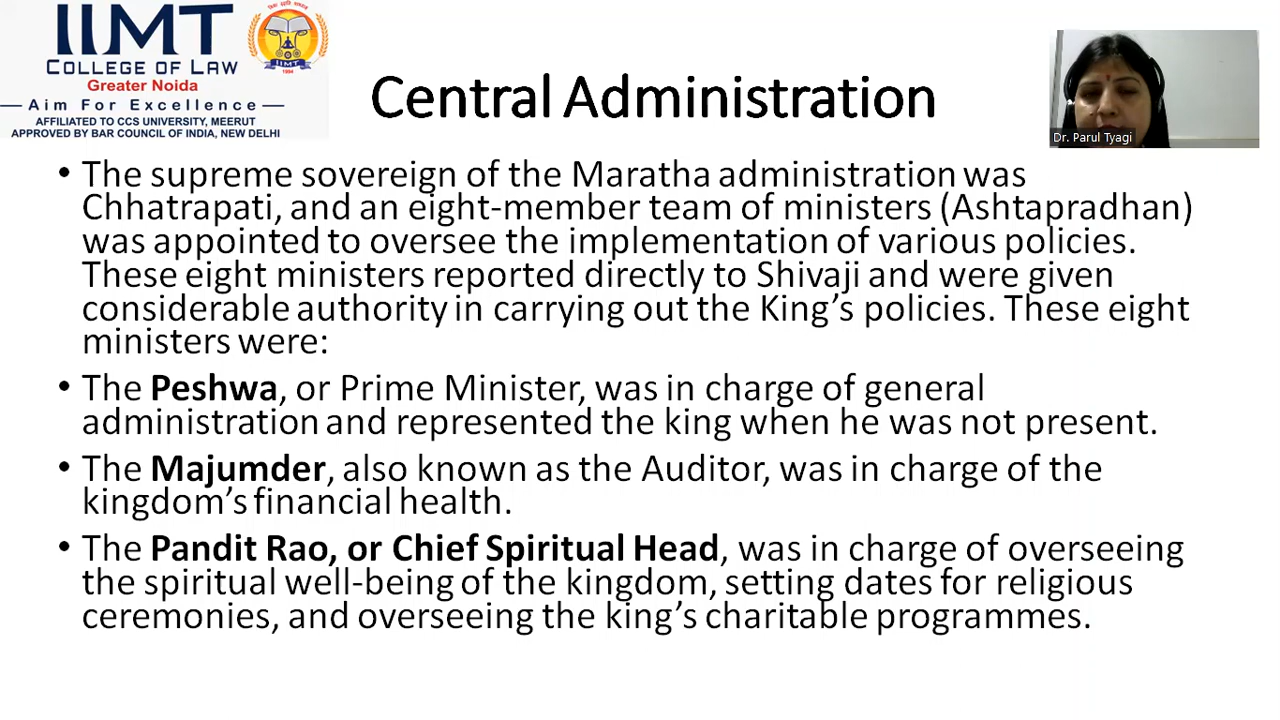 IIMT
COLLEGE OF LAW
Greater Noida
—Aim For Excellence—
AFFILIATED TO CCS UNIVERSITY, MEERUT
APPROVED BY BAR COUNCIL OF INDIA, NEW DELHI
IIMT
1994
Central Administration
Dr. Parul Tyagi
• The supreme sovereign of the Maratha administration was
Chhatrapati, and an eight-member team of ministers (Ashtapradhan)
was appointed to oversee the implementation of various policies.
These eight ministers reported directly to Shivaji and were given
considerable authority in carrying out the King’s policies. These eight
ministers were:
• The Peshwa, or Prime Minister, was in charge of general
administration and represented the king when he was not present.
• The Majumder, also known as the Auditor, was in charge of the
kingdom’s financial health.
• The Pandit Rao, or Chief Spiritual Head, was in charge of overseeing
the spiritual well-being of the kingdom, setting dates for religious
ceremonies, and overseeing the king’s charitable programmes.